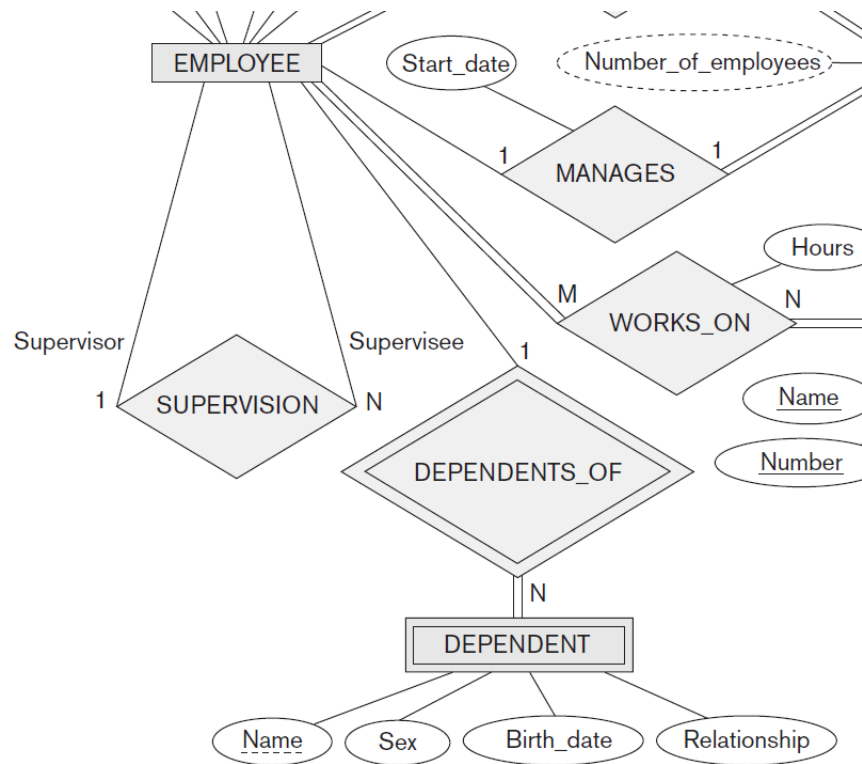 EMPLOYEE
Start_date
Number_of_employees
1
MANAGES
1
Hours
M
WORKS_ON
N
Supervisor
Supervisee
1
SUPERVISION
N
1
Name
Number
DEPENDENTS_OF
N
DEPENDENT
Name
Sex
Birth_date
Relationship